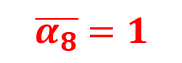 $\overline{\alpha_8} = 1$